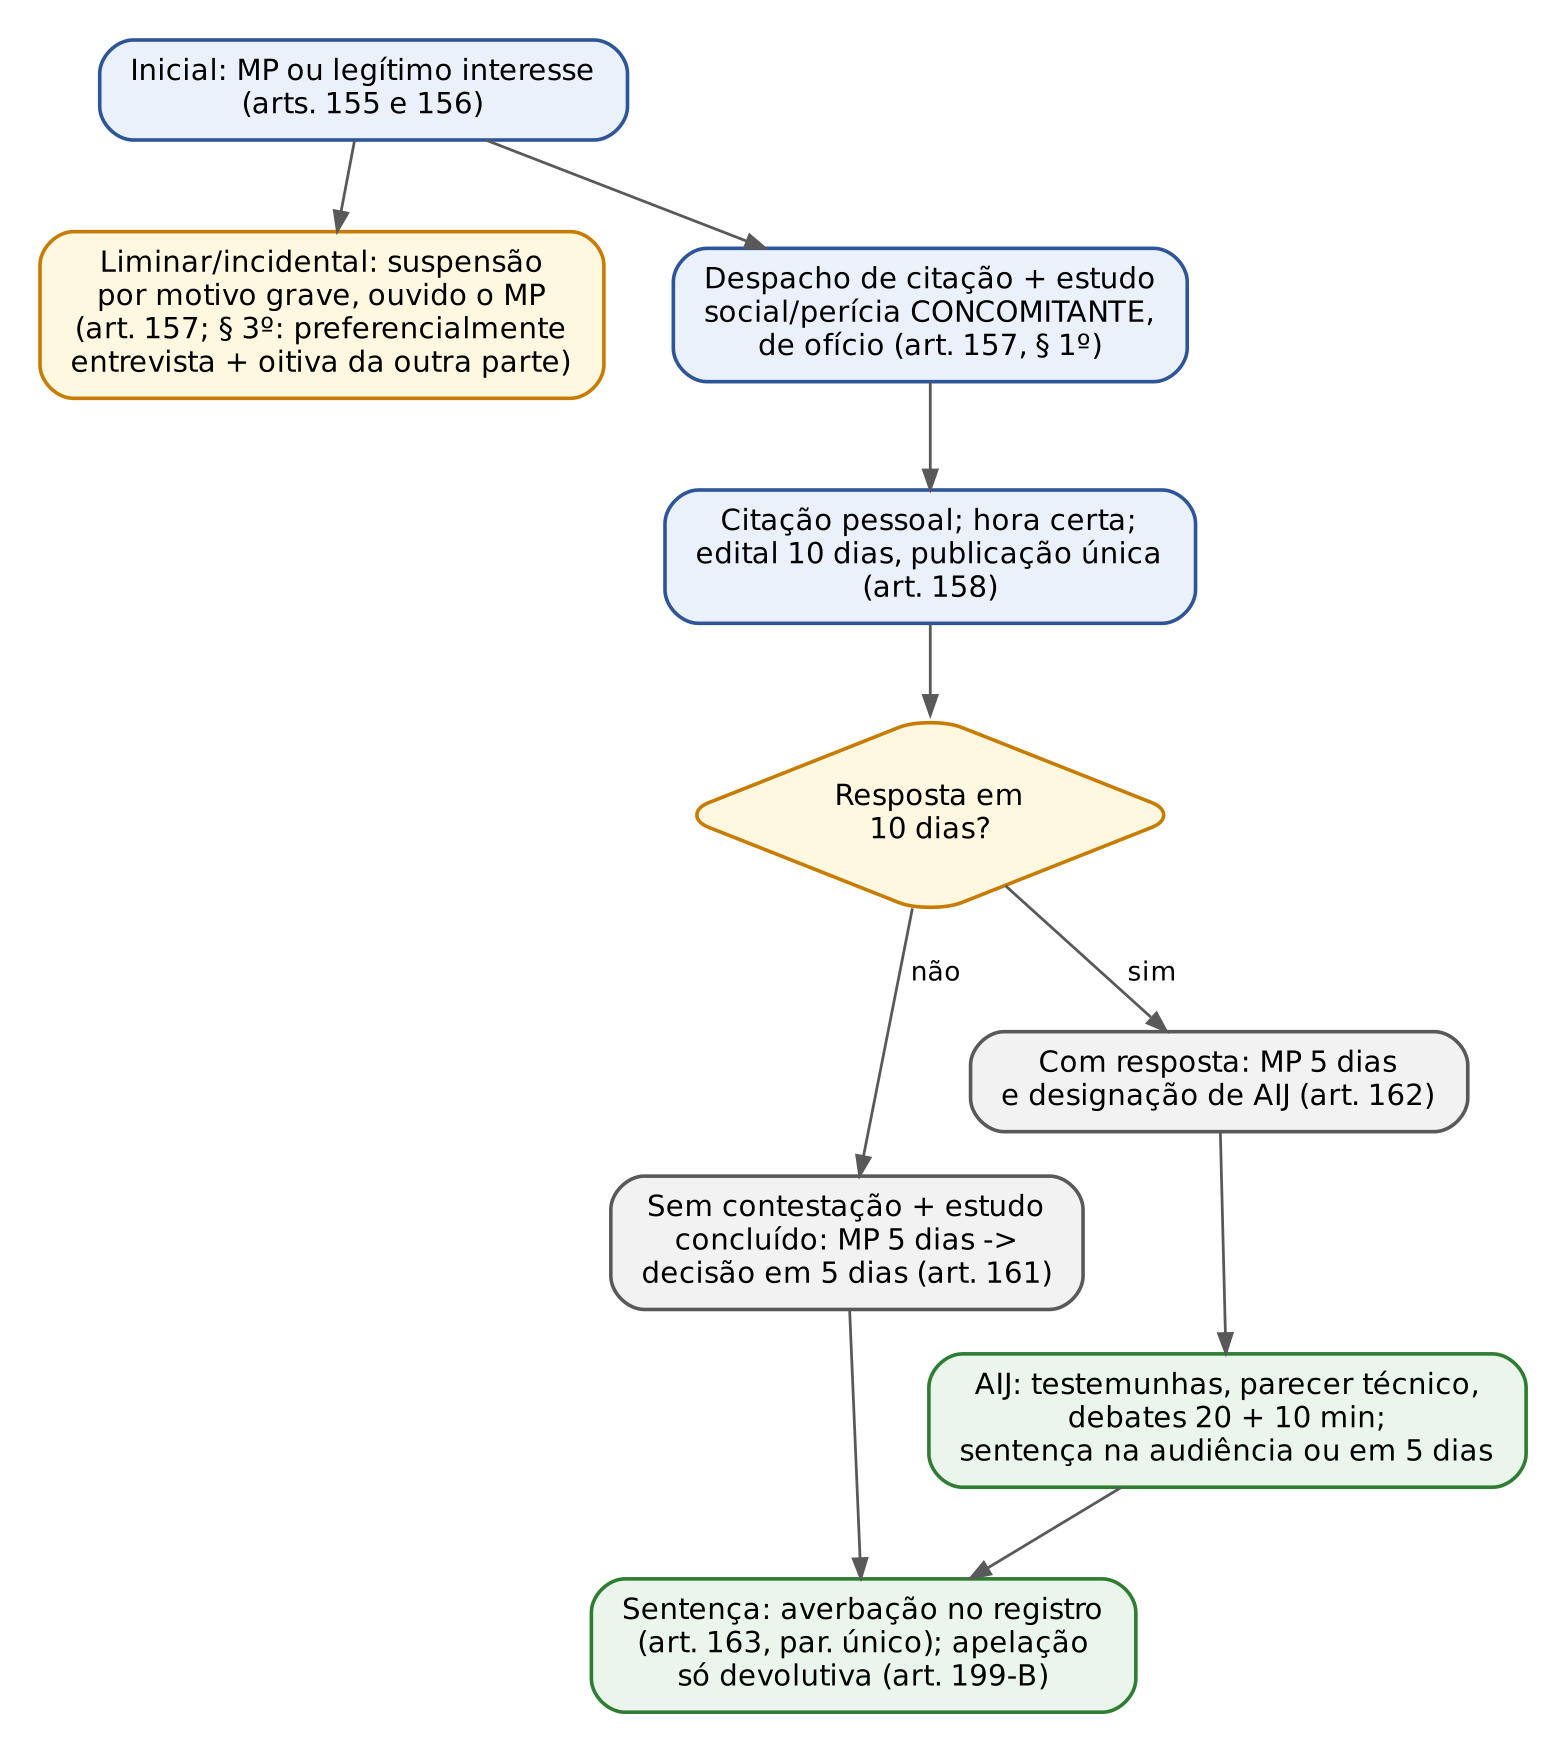 Inicial: MP ou legítimo interesse
(arts. 155 e 156)
Liminar/incidental: suspensão
por motivo grave, ouvido o MP
(art. 157; § 3º: preferencialmente
entrevista + oitiva da outra parte)
Despacho de citação + estudo
social/perícia CONCOMITANTE,
de ofício (art. 157, § 1º)
Citação pessoal; hora certa;
edital 10 dias, publicação única
(art. 158)
Resposta em
10 dias?
não
sim
Com resposta: MP 5 dias
e designação de AIJ (art. 162)
Sem contestação + estudo
concluído: MP 5 dias ->
decisão em 5 dias (art. 161)
AIJ: testemunhas, parecer técnico,
debates 20 + 10 min;
sentença na audiência ou em 5 dias
Sentença: averbação no registro
(art. 163, par. único); apelação
só devolutiva (art. 199-B)